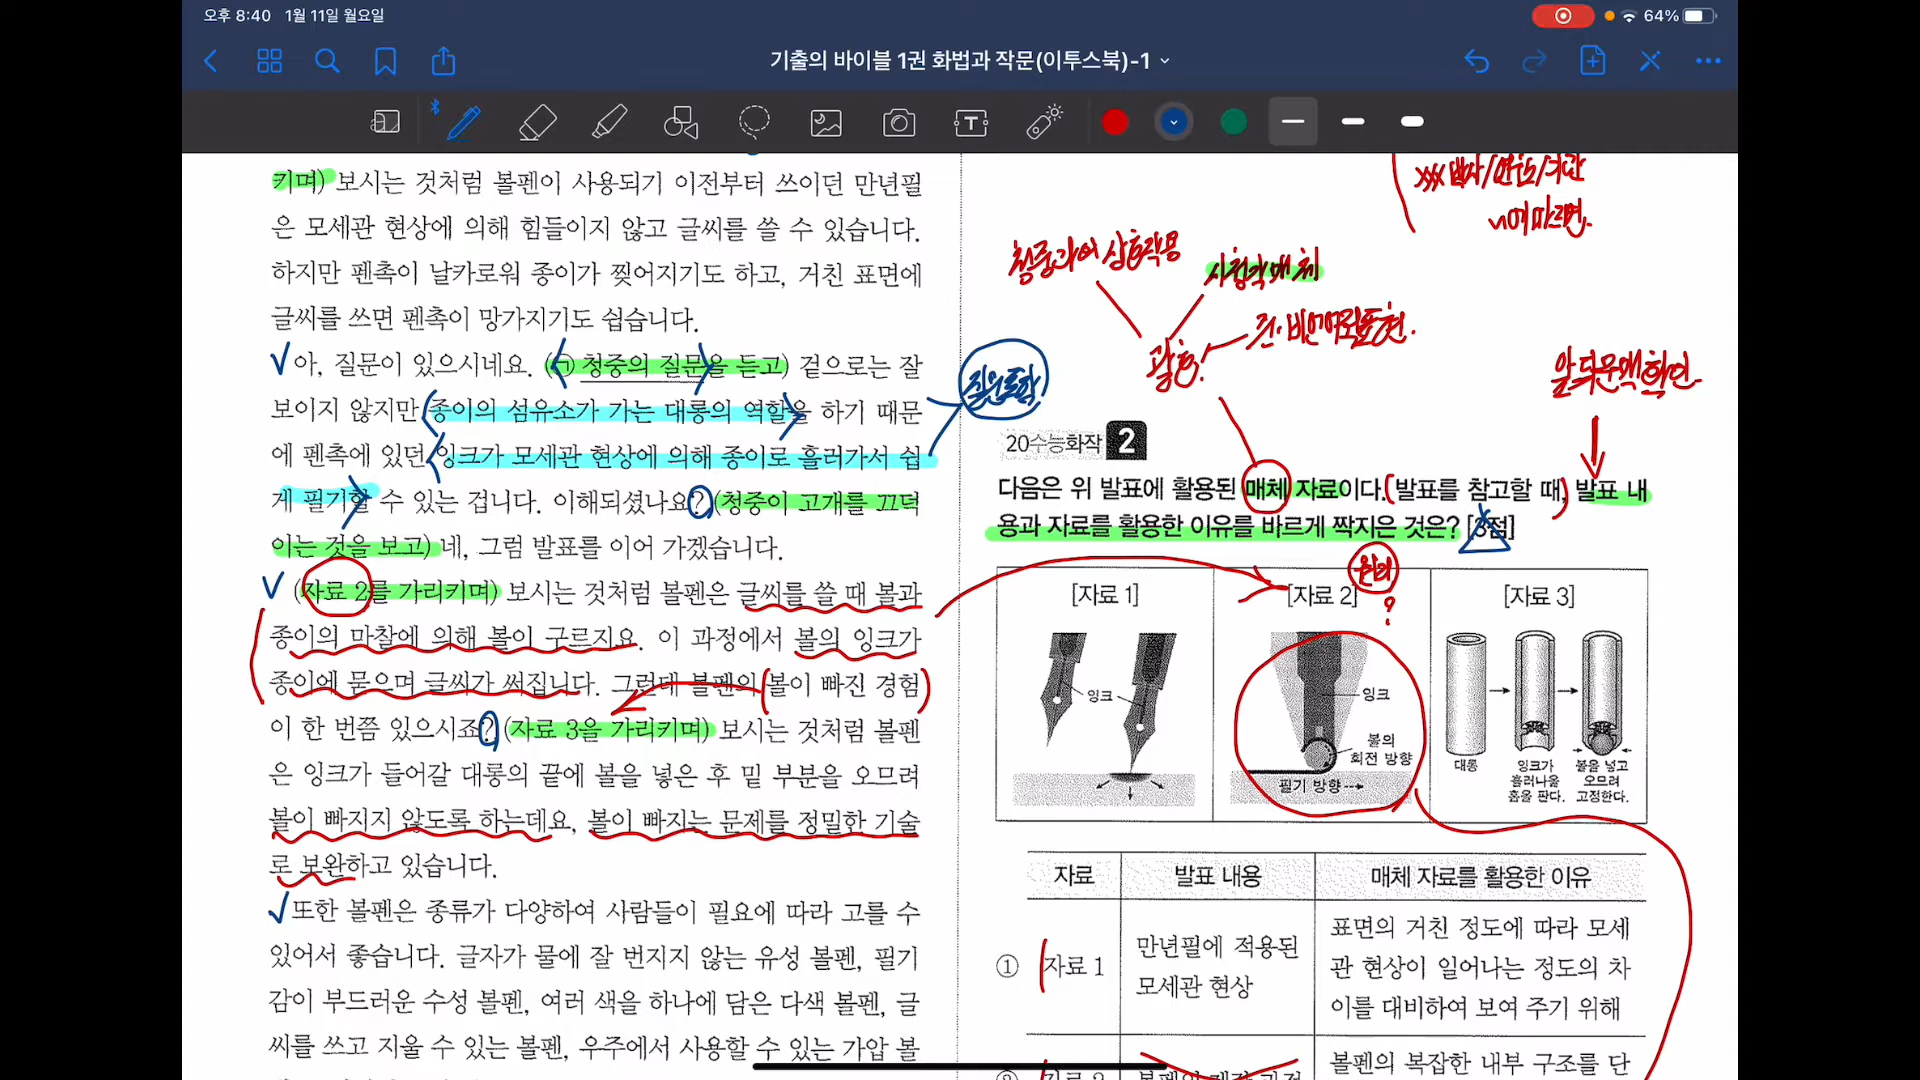 오후 8:40 1월 11일 월요일
64%
기출의 바이블 1권 화법과 작문(이투스북)-1
키며) 보시는 것처럼 볼펜이 사용되기 이전부터 쓰이던 만년필
은 모세관 현상에 의해 힘들이지 않고 글씨를 쓸 수 있습니다.
하지만 펜촉이 날카로워 종이가 찢어지기도 하고, 거친 표면에
글씨를 쓰면 펜촉이 망가지기도 쉽습니다.
아, 질문이 있으시네요. (㉠ 청중의 질문을 듣고) 겉으로는 잘
보이지 않지만 종이의 섬유소가 가는 대롱의 역할을 하기 때문
에 펜촉에 있던 잉크가 모세관 현상에 의해 종이로 흘러가서 쉽
게 필기할 수 있는 겁니다. 이해되셨나요? (청중이 고개를 끄덕
이는 것을 보고) 네, 그럼 발표를 이어 가겠습니다.
(자료 2를 가리키며) 보시는 것처럼 볼펜은 글씨를 쓸 때 볼과
종이의 마찰에 의해 볼이 구르지요. 이 과정에서 볼의 잉크가
종이에 묻으며 글씨가 써집니다. 그런데 볼펜의 볼이 빠진 경험
이 한 번쯤 있으시죠? (자료 3을 가리키며) 보시는 것처럼 볼펜
은 잉크가 들어갈 대롱의 끝에 볼을 넣은 후 밑 부분을 오므려
볼이 빠지지 않도록 하는데요, 볼이 빠지는 문제를 정밀한 기술
로 보완하고 있습니다.
또한 볼펜은 종류가 다양하여 사람들이 필요에 따라 고를 수
있어서 좋습니다. 글자가 물에 잘 번지지 않는 유성 볼펜, 필기
감이 부드러운 수성 볼펜, 여러 색을 하나에 담은 다색 볼펜, 글
씨를 쓰고 지울 수 있는 볼펜, 우주에서 사용할 수 있는 가압 볼
청중과의 상호작용
시청각매체
준·비언어적표현.
활용.
앞뒤문맥확인
20수능화작 2
다음은 위 발표에 활용된 매체 자료이다. 발표를 참고할 때, 발표 내
용과 자료를 활용한 이유를 바르게 짝지은 것은? [3점]
원리
?
[자료 1] [자료 2] [자료 3]
잉크
잉크
볼의
회전 방향
필기 방향
대롱
잉크가
흘러나올
홈을 판다.
볼을 넣고
오므려
고정한다.
자료 발표 내용 매체 자료를 활용한 이유
① 자료 1
만년필에 적용된
모세관 현상
표면의 거친 정도에 따라 모세
관 현상이 일어나는 정도의 차
이를 대비하여 보여 주기 위해
볼펜의 복잡한 내부 구조를 단